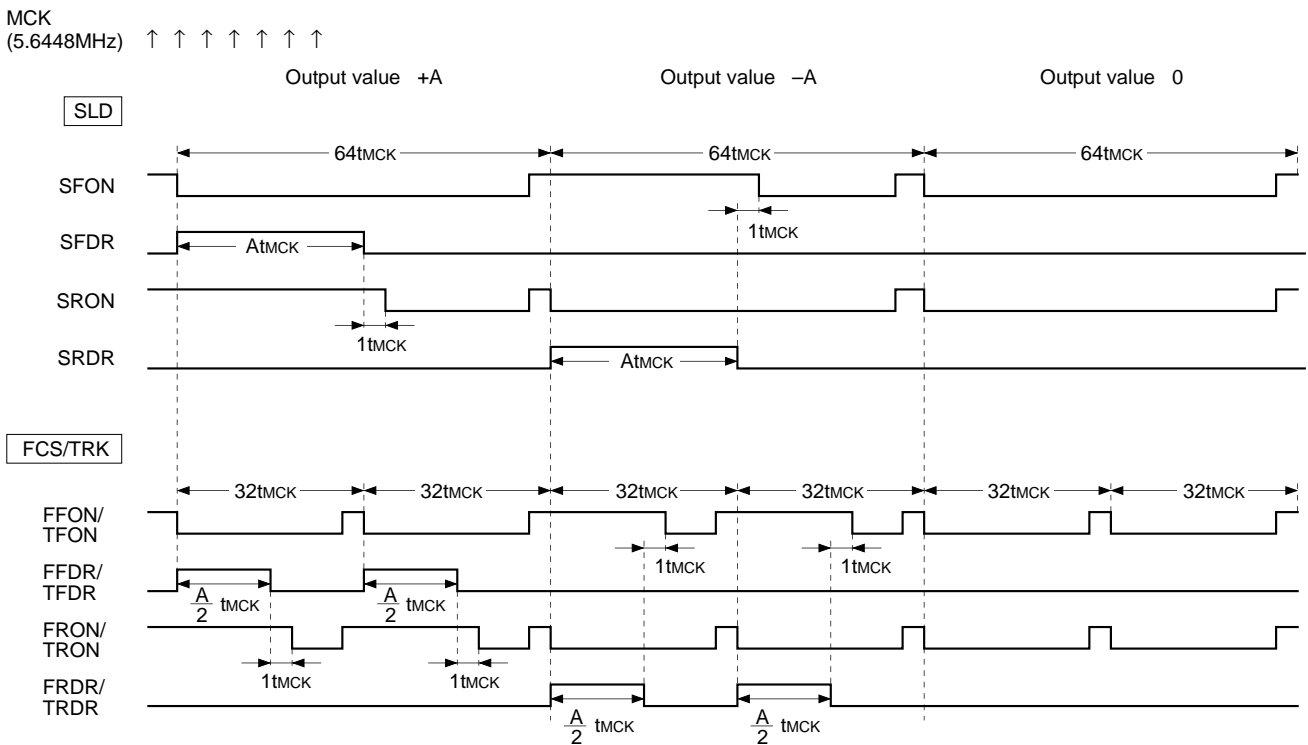 MCK
(5.6448MHz) ↑ ↑ ↑ ↑ ↑ ↑ ↑
Output value +A Output value –A Output value 0
SLD
64tMCK 64tMCK 64tMCK
SFON
1tMCK
SFDR AtMCK
SRON
1tMCK
SRDR AtMCK
FCS/TRK
32tMCK 32tMCK 32tMCK 32tMCK 32tMCK 32tMCK
FFON/
TFON
1tMCK 1tMCK
FFDR/
TFDR
A/2 tMCK A/2 tMCK
FRON/
TRON
1tMCK 1tMCK
FRDR/
TRDR
A/2 tMCK A/2 tMCK